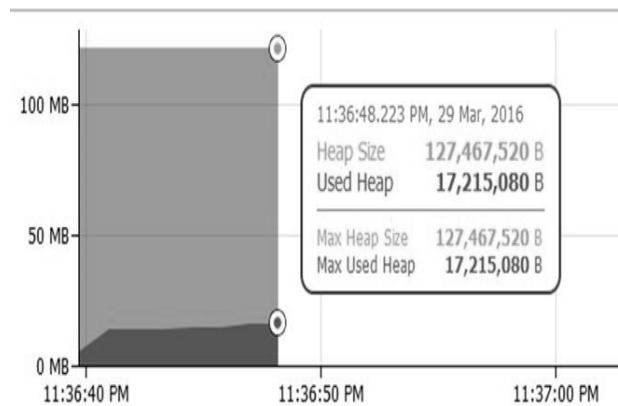 100 MB
50 MB
0 MB
11:36:40 PM 11:36:50 PM 11:37:00 PM
11:36:48.223 PM, 29 Mar, 2016
Heap Size 127,467,520 B
Used Heap 17,215,080 B
Max Heap Size 127,467,520 B
Max Used Heap 17,215,080 B